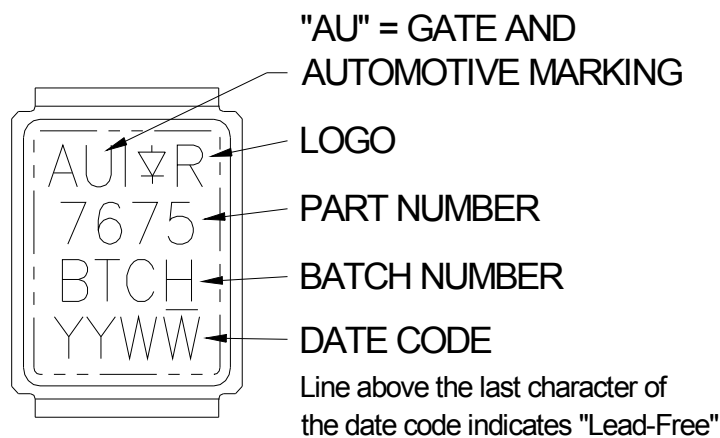 "AU" = GATE AND
AUTOMOTIVE MARKING
AUI R
LOGO
7675
PART NUMBER
BTCH
BATCH NUMBER
YYWW̅
DATE CODE
Line above the last character of
the date code indicates "Lead-Free"